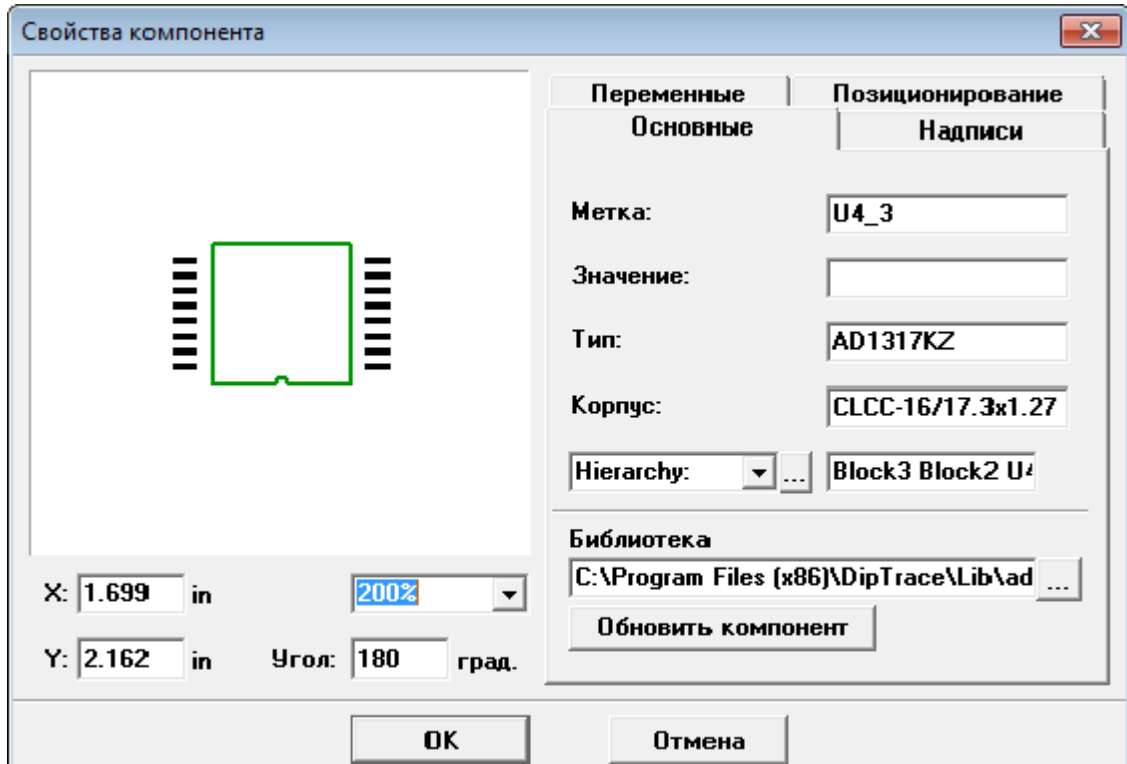 Свойства компонента
Переменные Позиционирование
Основные Надписи
Метка: U4_3
Значение:
Тип: AD1317KZ
Корпус: CLCC-16/17.3x1.27
Hierarchy: ... Block3 Block2 U4
Библиотека
C:\Program Files (x86)\DipTrace\Lib\ad ...
Обновить компонент
X: 1.699 in 200%
Y: 2.162 in Угол: 180 град.
OK Отмена